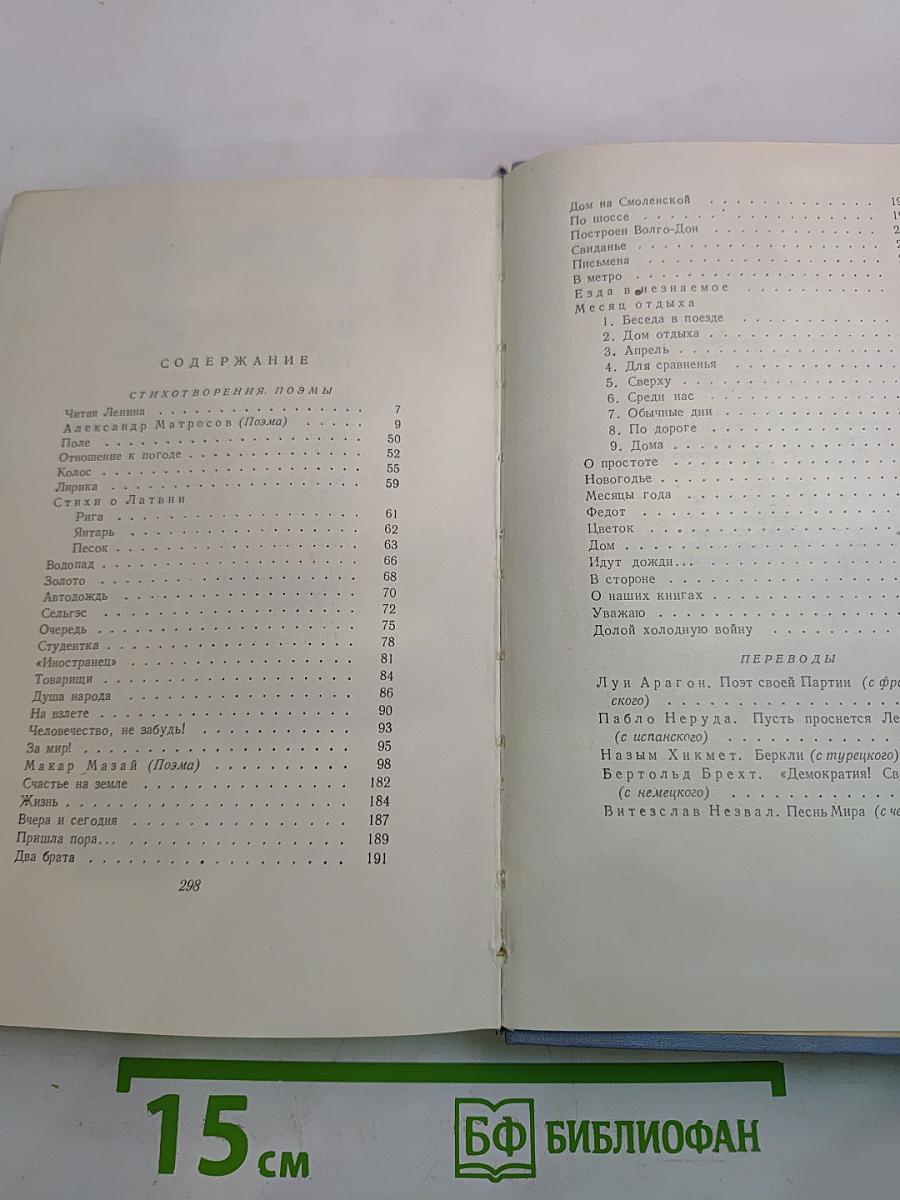 СОДЕРЖАНИЕ
СТИХОТВОРЕНИЯ. ПОЭМЫ
Читая Ленина . . . . . . . . . . . . . . . 7
Александр Матросов (Поэма) . . . . . 9
Поле . . . . . . . . . . . . . . . . . . 50
Отношение к погоде . . . . . . . . . . . 52
Колос . . . . . . . . . . . . . . . . . 55
Лирика . . . . . . . . . . . . . . . . . 59
Стихи о Латвии
Рига . . . . . . . . . . . . . . . . 61
Янтарь . . . . . . . . . . . . . . . 62
Песок . . . . . . . . . . . . . . . . 63
Водопад . . . . . . . . . . . . . . . . 66
Золото . . . . . . . . . . . . . . . . 68
Автодождь . . . . . . . . . . . . . . . 70
Сельгэс . . . . . . . . . . . . . . . . 72
Очередь . . . . . . . . . . . . . . . . 75
Студентка . . . . . . . . . . . . . . . 78
«Иностранец» . . . . . . . . . . . . . . 81
Товарищи . . . . . . . . . . . . . . . . 84
Душа народа . . . . . . . . . . . . . . 86
На взлете . . . . . . . . . . . . . . . 90
Человечество, не забудь! . . . . . . . . 93
За мир! . . . . . . . . . . . . . . . . 95
Макар Мазай (Поэма) . . . . . . . . . 98
Счастье на земле . . . . . . . . . . . . 182
Жизнь . . . . . . . . . . . . . . . . . 184
Вчера и сегодня . . . . . . . . . . . . 187
Пришла пора... . . . . . . . . . . . . . 189
Два брата . . . . . . . . . . . . . . . 191
298
Дом на Смоленской . . . . . . . . . . . 19
По шоссе . . . . . . . . . . . . . . . 19
Построен Волго-Дон . . . . . . . . . . 2
Свиданье . . . . . . . . . . . . . . . 2
Письмена . . . . . . . . . . . . . . .
В метро . . . . . . . . . . . . . . . .
Езда в незнаемое . . . . . . . . . .
Месяц отдыха
1. Беседа в поезде . . . . . . . . . .
2. Дом отдыха . . . . . . . . . . . .
3. Апрель . . . . . . . . . . . . . .
4. Для сравненья . . . . . . . . . . .
5. Сверху . . . . . . . . . . . . . .
6. Среди нас . . . . . . . . . . . . .
7. Обычные дни . . . . . . . . . . . .
8. По дороге . . . . . . . . . . . . .
9. Дома . . . . . . . . . . . . . . .
О простоте . . . . . . . . . . . . . .
Новогодье . . . . . . . . . . . . . . .
Месяцы года . . . . . . . . . . . . . .
Федот . . . . . . . . . . . . . . . . .
Цветок . . . . . . . . . . . . . . . .
Дом . . . . . . . . . . . . . . . . . .
Идут дожди... . . . . . . . . . . . . .
В стороне . . . . . . . . . . . . . . .
О наших книгах . . . . . . . . . . . .
Уважаю . . . . . . . . . . . . . . . .
Долой холодную войну . . . . . . . . .
ПЕРЕВОДЫ
Луи Арагон. Поэт своей Партии (с фра
ского) . . . . . . . . . . . . . . .
Пабло Неруда. Пусть проснется Ле
(с испанского) . . . . . . . . . . .
Назым Хикмет. Беркли (с турецкого)
Бертольд Брехт. «Демократия! Св
(с немецкого) . . . . . . . . . . .
Витезслав Незвал. Песнь Мира (с че
15 см
БФ БИБЛИОФАН